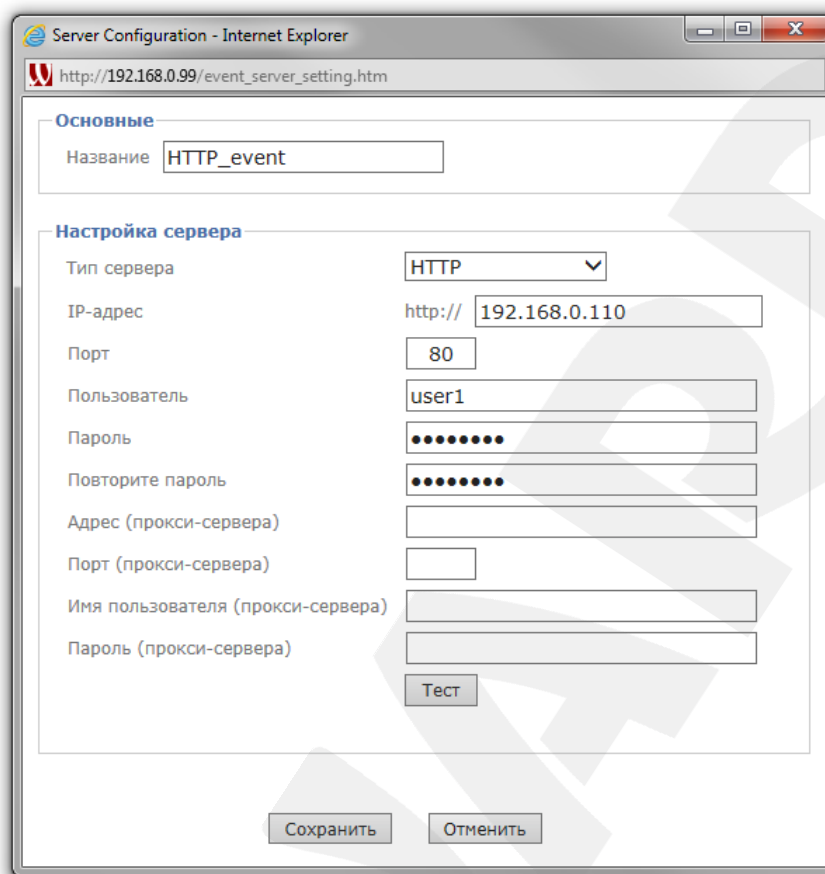 Server Configuration - Internet Explorer
http://192.168.0.99/event_server_setting.htm
Основные
Название HTTP_event
Настройка сервера
Тип сервера HTTP
IP-адрес http:// 192.168.0.110
Порт 80
Пользователь user1
Пароль ••••••••
Повторите пароль ••••••••
Адрес (прокси-сервера)
Порт (прокси-сервера)
Имя пользователя (прокси-сервера)
Пароль (прокси-сервера)
Тест
Сохранить Отменить